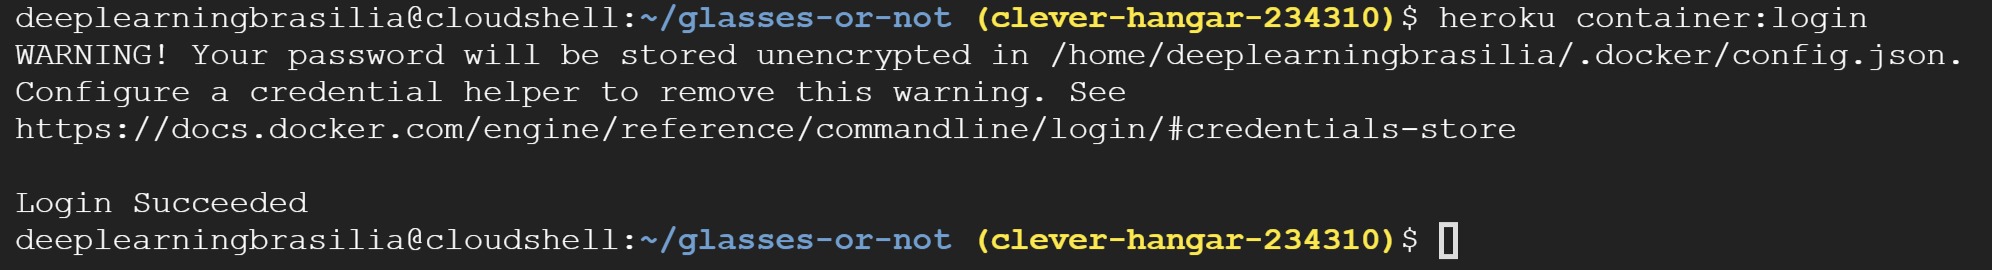 deeplearningbrasilia@cloudshell:~/glasses-or-not (clever-hangar-234310)$ heroku container:login
WARNING! Your password will be stored unencrypted in /home/deeplearningbrasilia/.docker/config.json.
Configure a credential helper to remove this warning. See
https://docs.docker.com/engine/reference/commandline/login/#credentials-store
Login Succeeded
deeplearningbrasilia@cloudshell:~/glasses-or-not (clever-hangar-234310)$